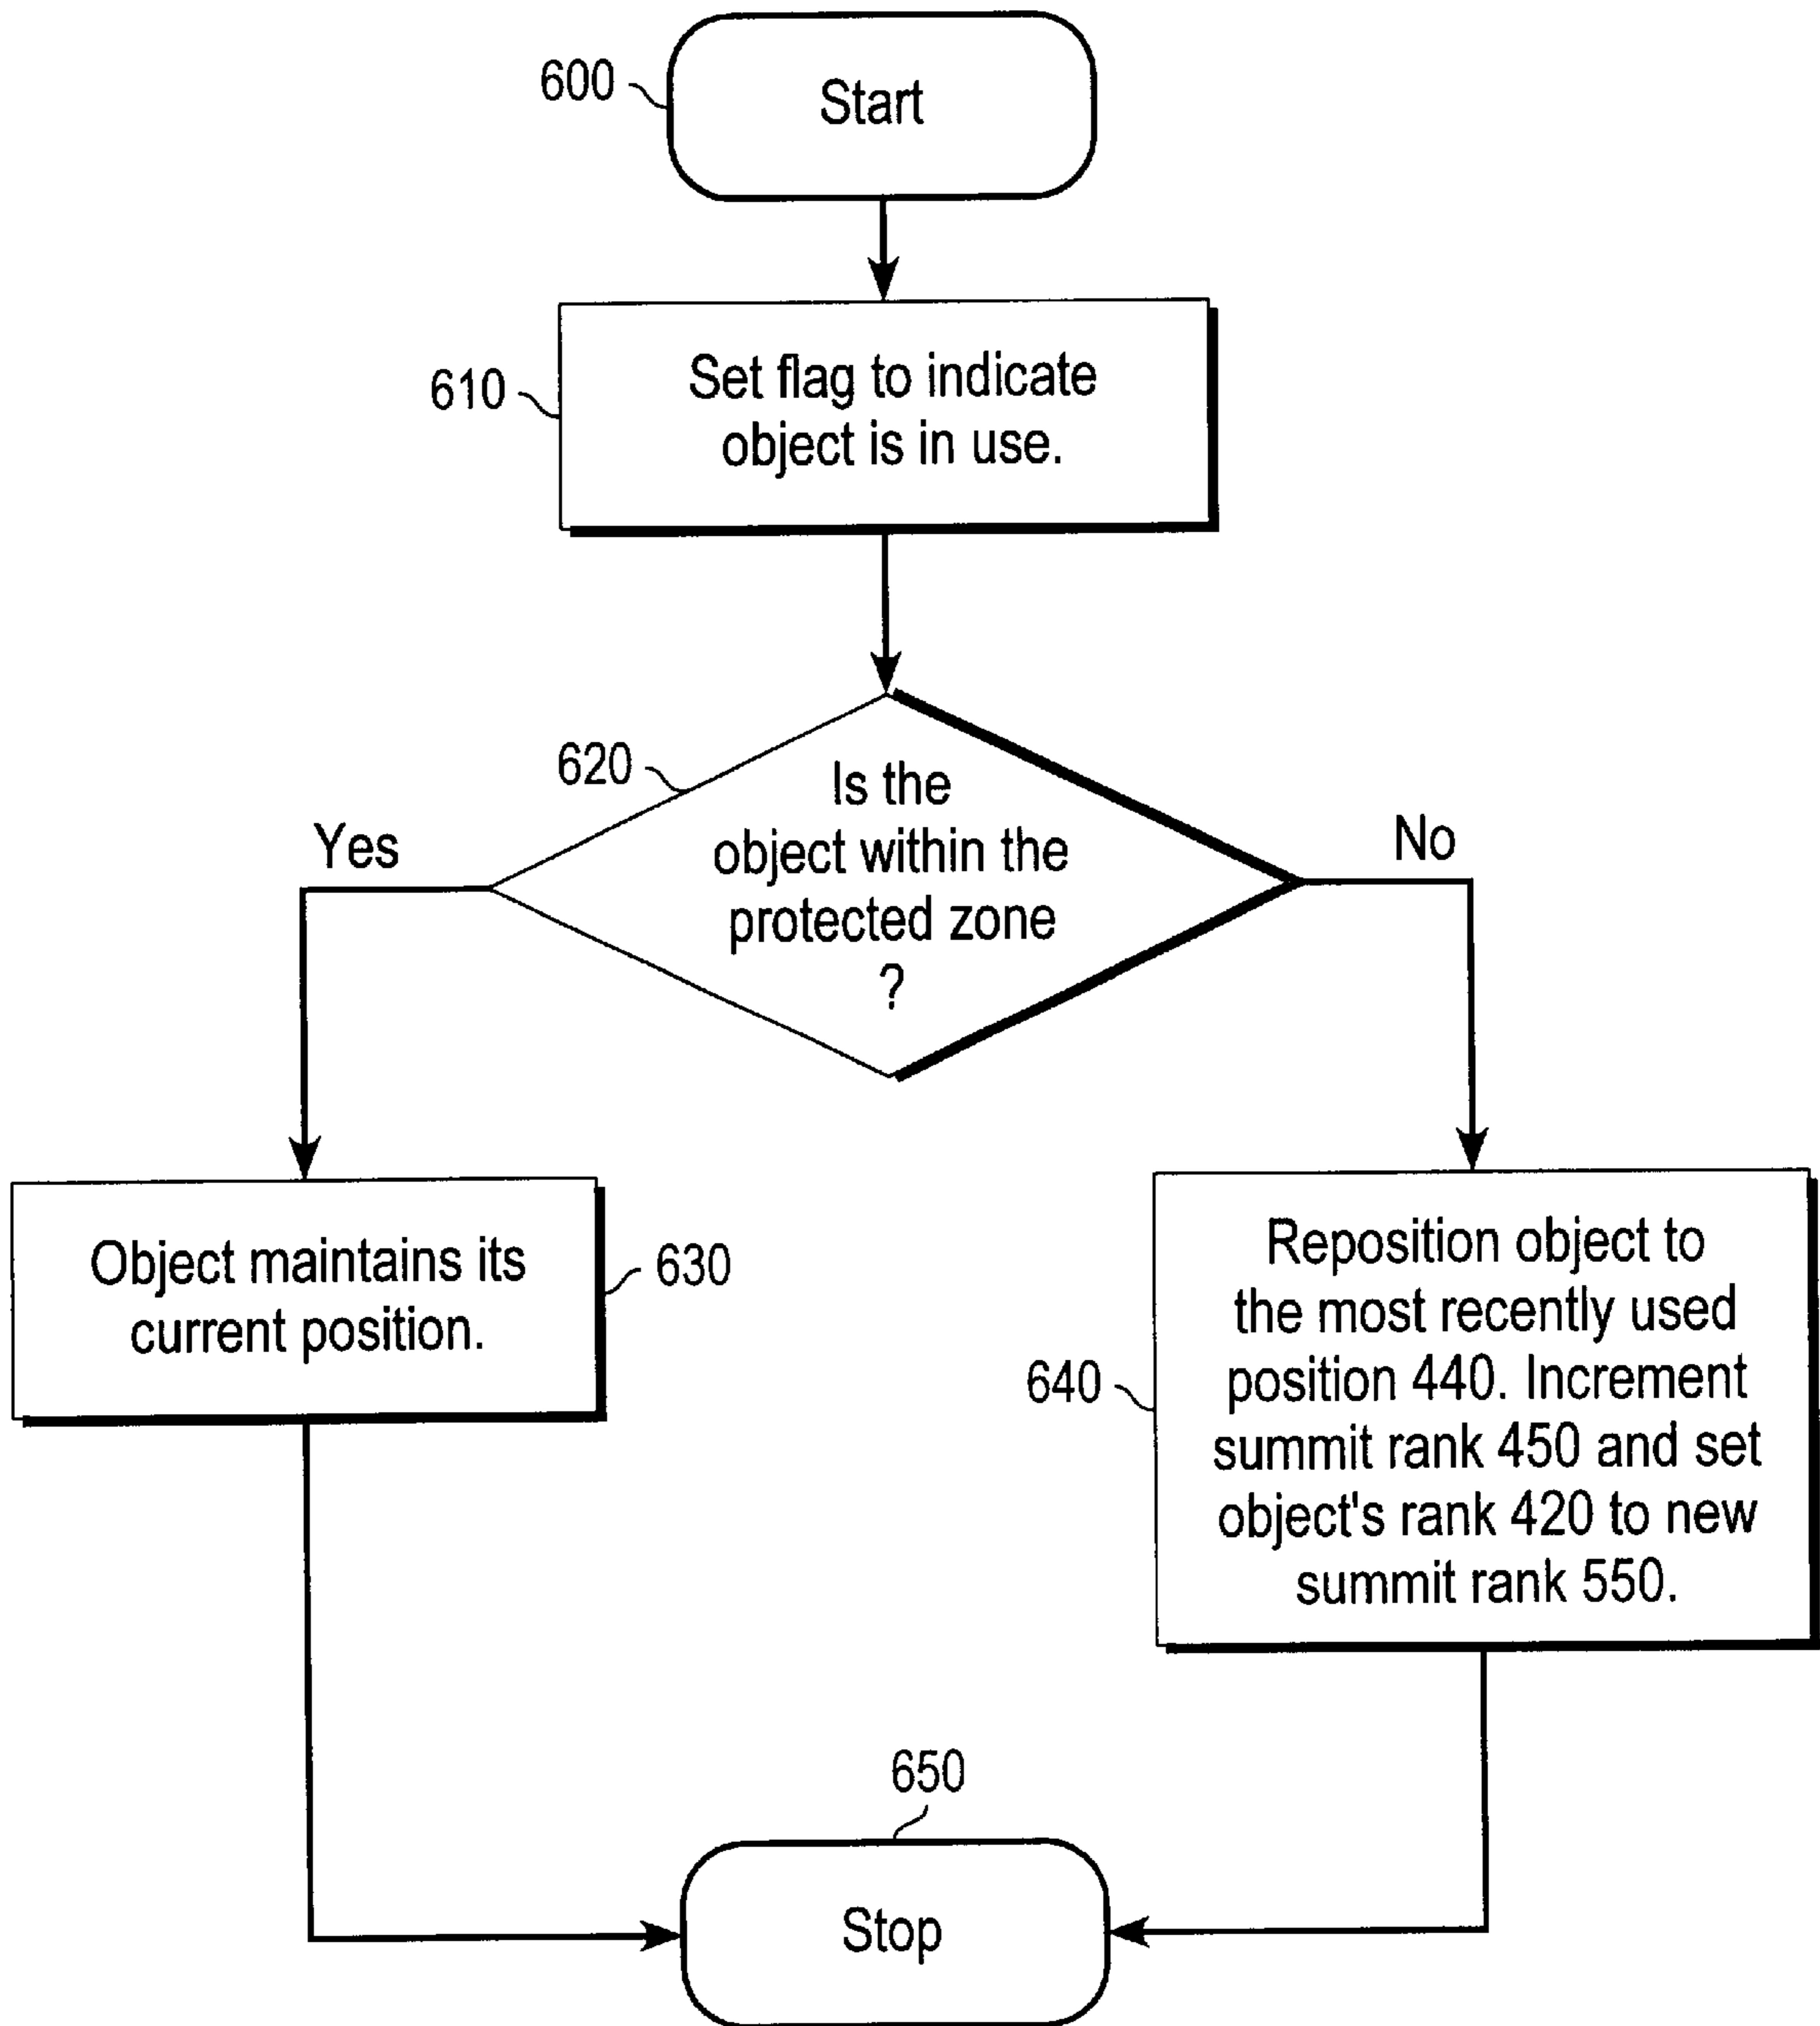 600
Start
610
Set flag to indicate
object is in use.
620
Is the
object within the
protected zone
?
Yes
No
Object maintains its
current position.
630
Reposition object to
the most recently used
position 440. Increment
summit rank 450 and set
object's rank 420 to new
summit rank 550.
640
650
Stop